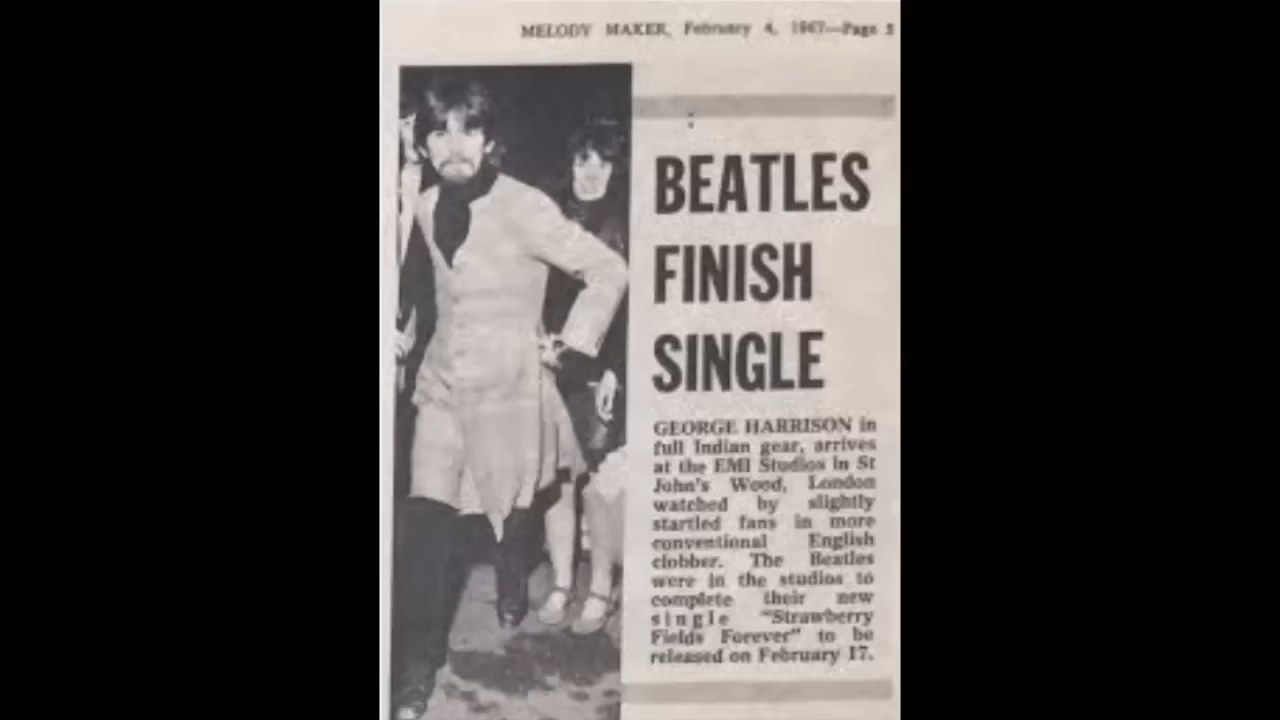 MELODY MAKER, February 4, 1967—Page 5
BEATLES
FINISH
SINGLE
GEORGE HARRISON in
full Indian gear, arrives
at the EMI Studios in St
John's Wood, London
watched by slightly
startled fans in more
conventional English
clobber. The Beatles
were in the studios to
complete their new
single "Strawberry
Fields Forever" to be
released on February 17.